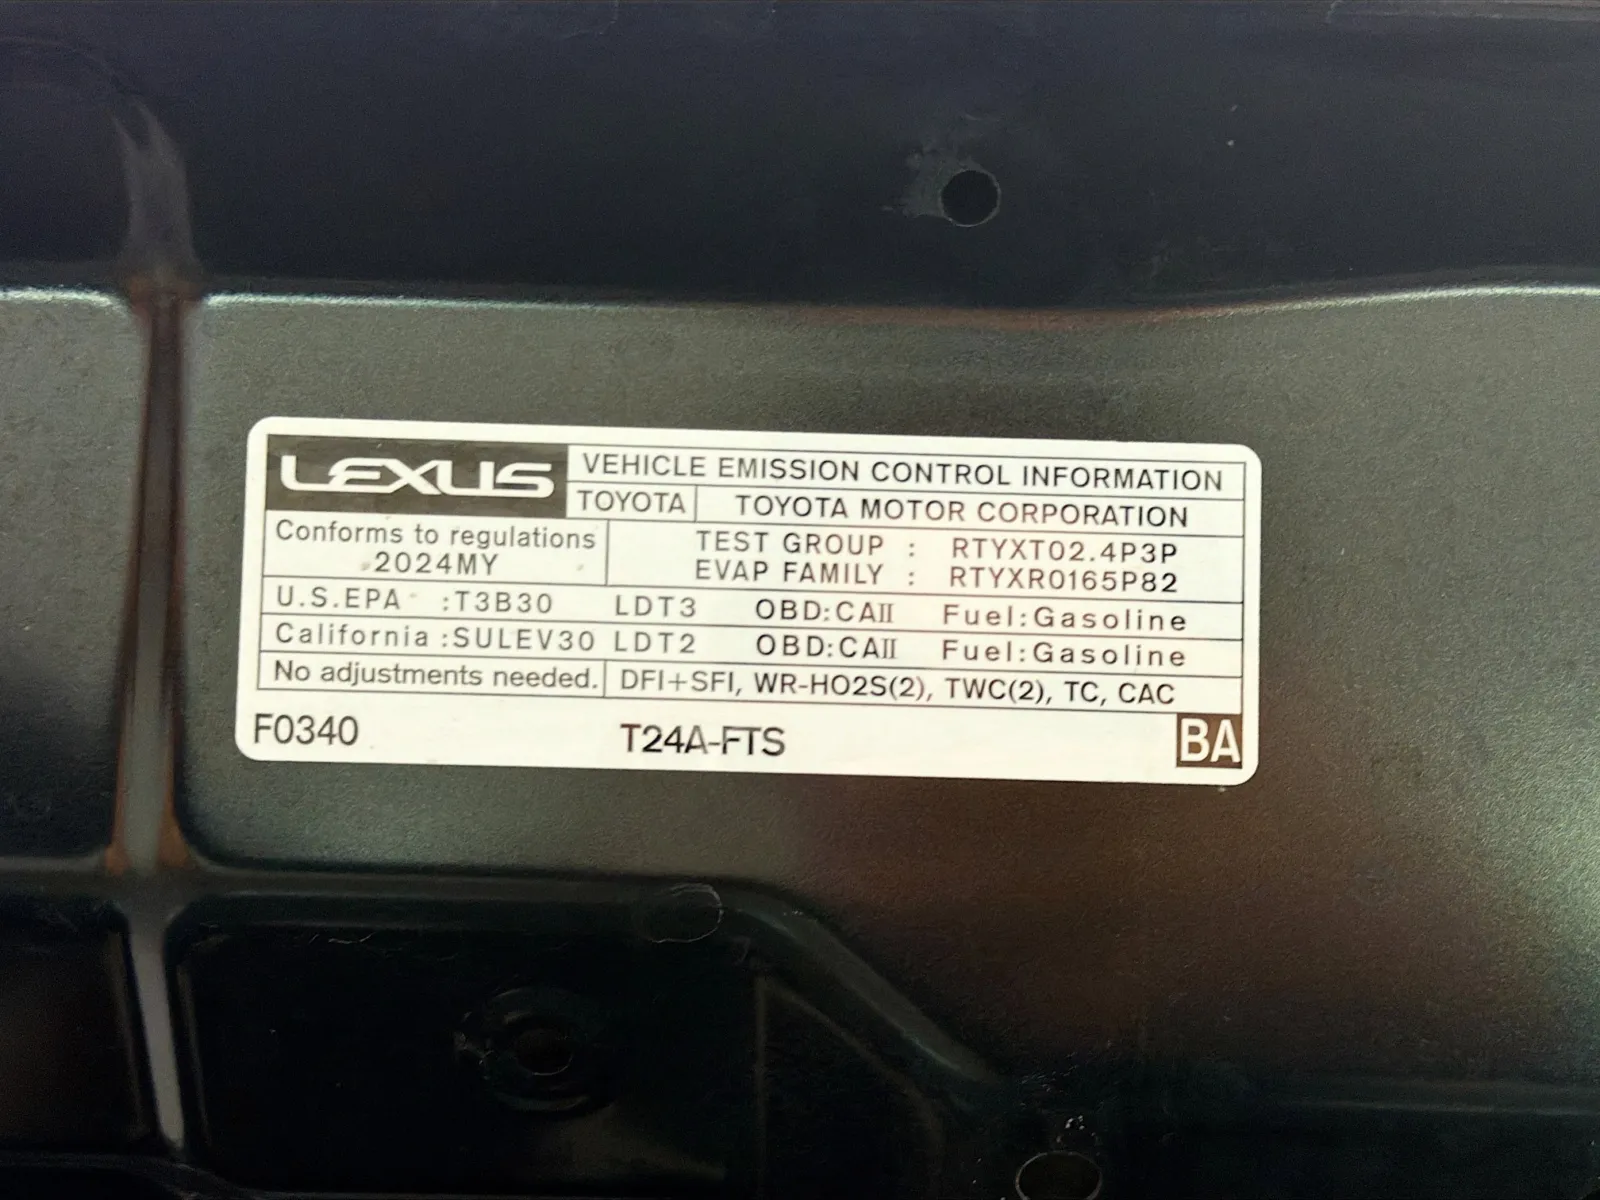 LEXUS VEHICLE EMISSION CONTROL INFORMATION
TOYOTA TOYOTA MOTOR CORPORATION
Conforms to regulations TEST GROUP : RTYXT02.4P3P
2024MY EVAP FAMILY : RTYXR0165P82
U.S.EPA :T3B30 LDT3 OBD:CAII Fuel:Gasoline
California :SULEV30 LDT2 OBD:CAII Fuel:Gasoline
No adjustments needed. DFI+SFI, WR-HO2S(2), TWC(2), TC, CAC
F0340 T24A-FTS BA